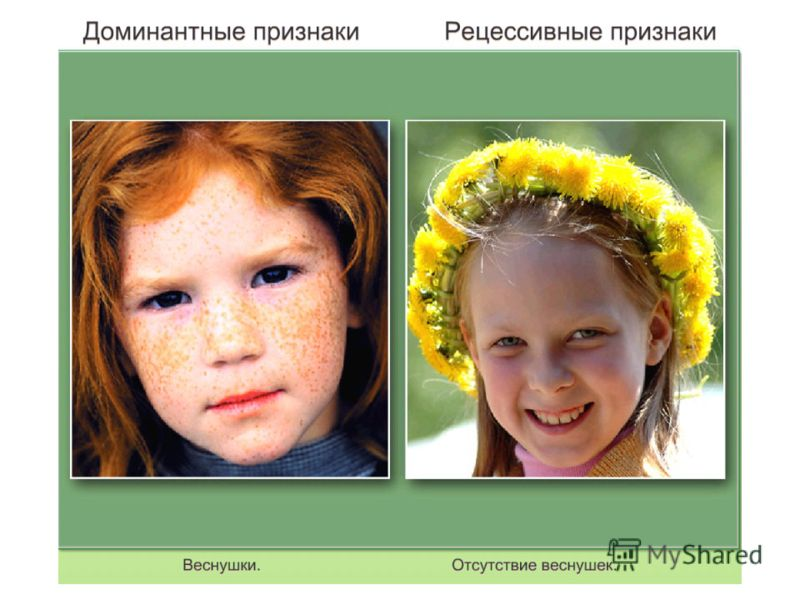 Доминантные признаки Рецессивные признаки
Веснушки. Отсутствие веснушек.
MyShared